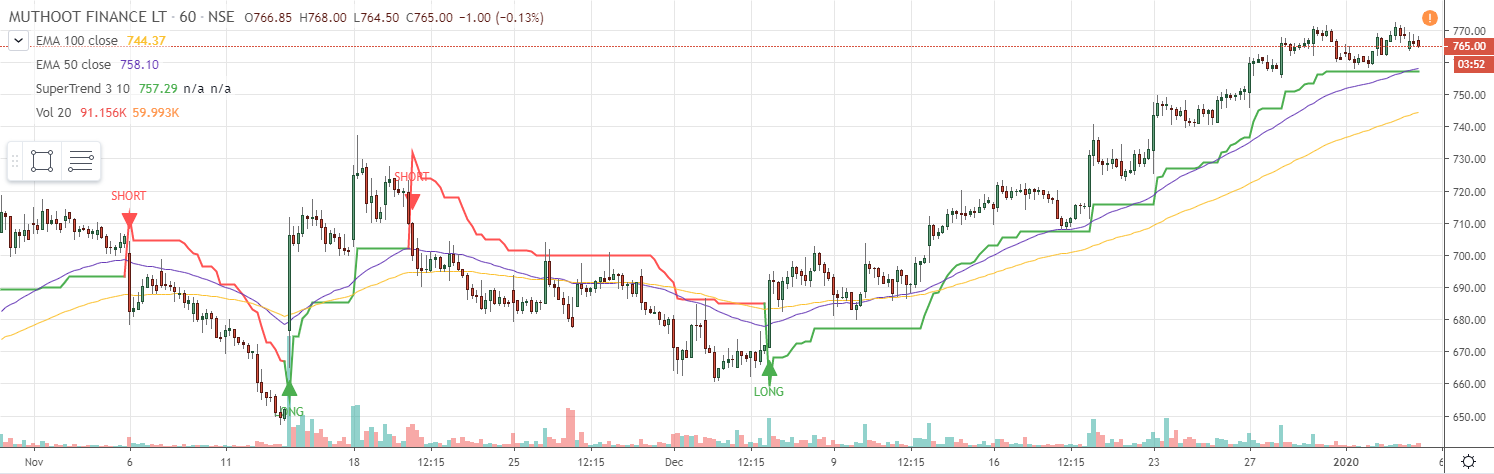 MUTHOOT FINANCE LT · 60 · NSE O766.85 H768.00 L764.50 C765.00 −1.00 (−0.13%)
EMA 100 close 744.37
EMA 50 close 758.10
SuperTrend 3 10 757.29 n/a n/a
Vol 20 91.156K 59.993K
SHORT
SHORT
LONG
LONG
770.00
765.00
03:52
750.00
740.00
730.00
720.00
710.00
700.00
690.00
680.00
670.00
660.00
650.00
Nov 6 11 18 12:15 25 12:15 Dec 12:15 9 12:15 16 12:15 23 27 2020 6